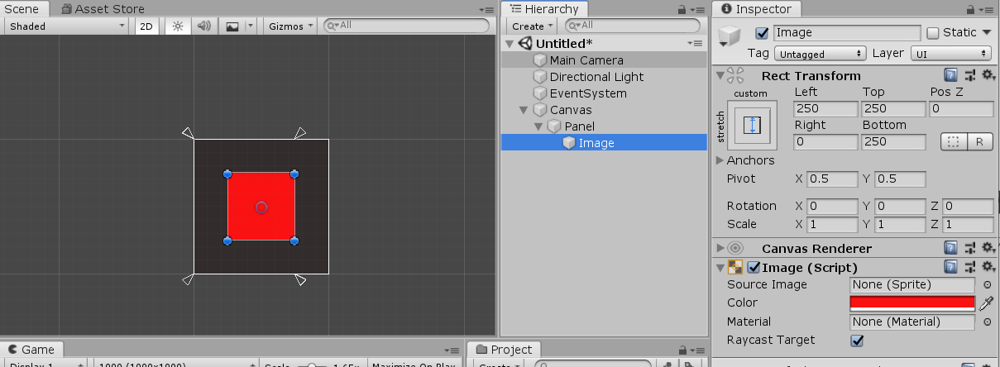 Scene
Asset Store
Shaded
2D
Gizmos
All
Hierarchy
Create
All
Untitled*
Main Camera
Directional Light
EventSystem
Canvas
Panel
Image
Inspector
Image
Static
Tag
Untagged
Layer
UI
Rect Transform
custom
stretch
Left
Top
Pos Z
250
250
0
Right
Bottom
0
250
R
Anchors
Pivot
X 0.5
Y 0.5
Rotation
X 0
Y 0
Z 0
Scale
X 1
Y 1
Z 1
Canvas Renderer
Image (Script)
Source Image
None (Sprite)
Color
Material
None (Material)
Raycast Target
Game
Display 1
1000 (1000x1000)
Scale
1.65x
Maximize On Play
Project
Create